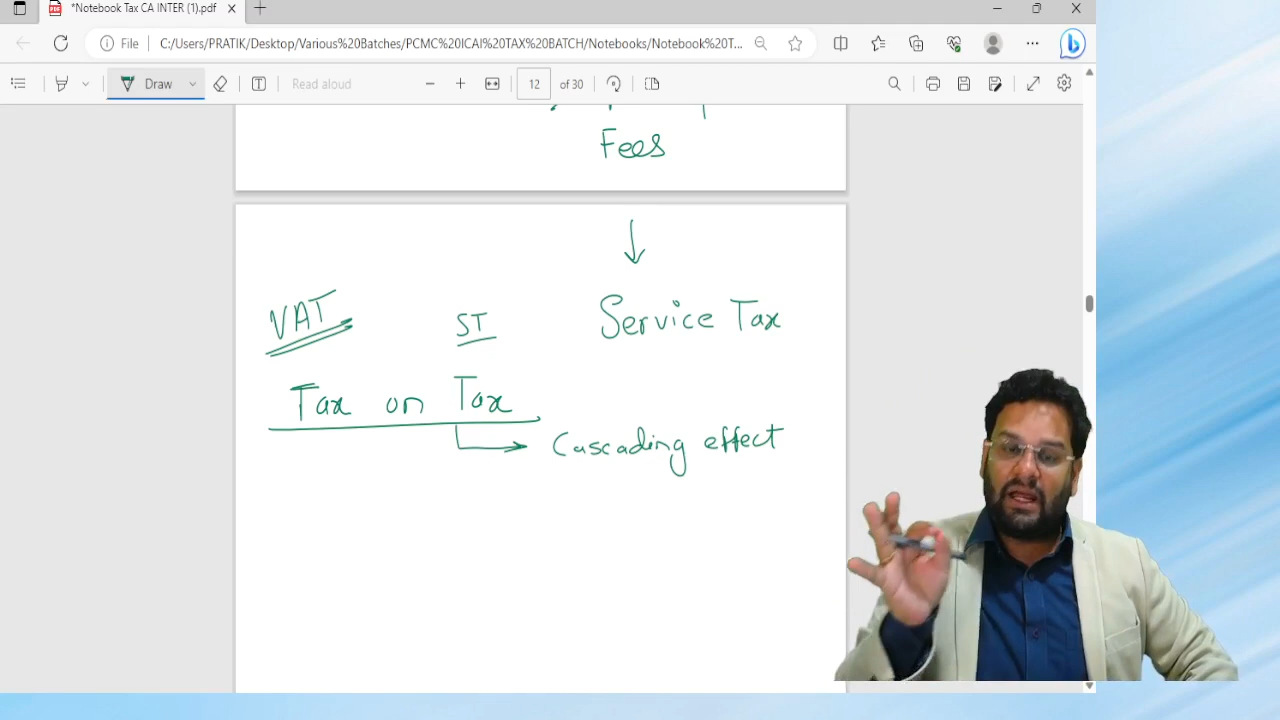 *Notebook Tax CA INTER (1).pdf
File C:/Users/PRATIK/Desktop/Various%20Batches/PCMC%20ICAI%20TAX%20BATCH/Notebooks/Notebook%20T...
Draw Read aloud 12 of 30
Fees
Service Tax
VAT ST
Tax on Tax
Cascading effect